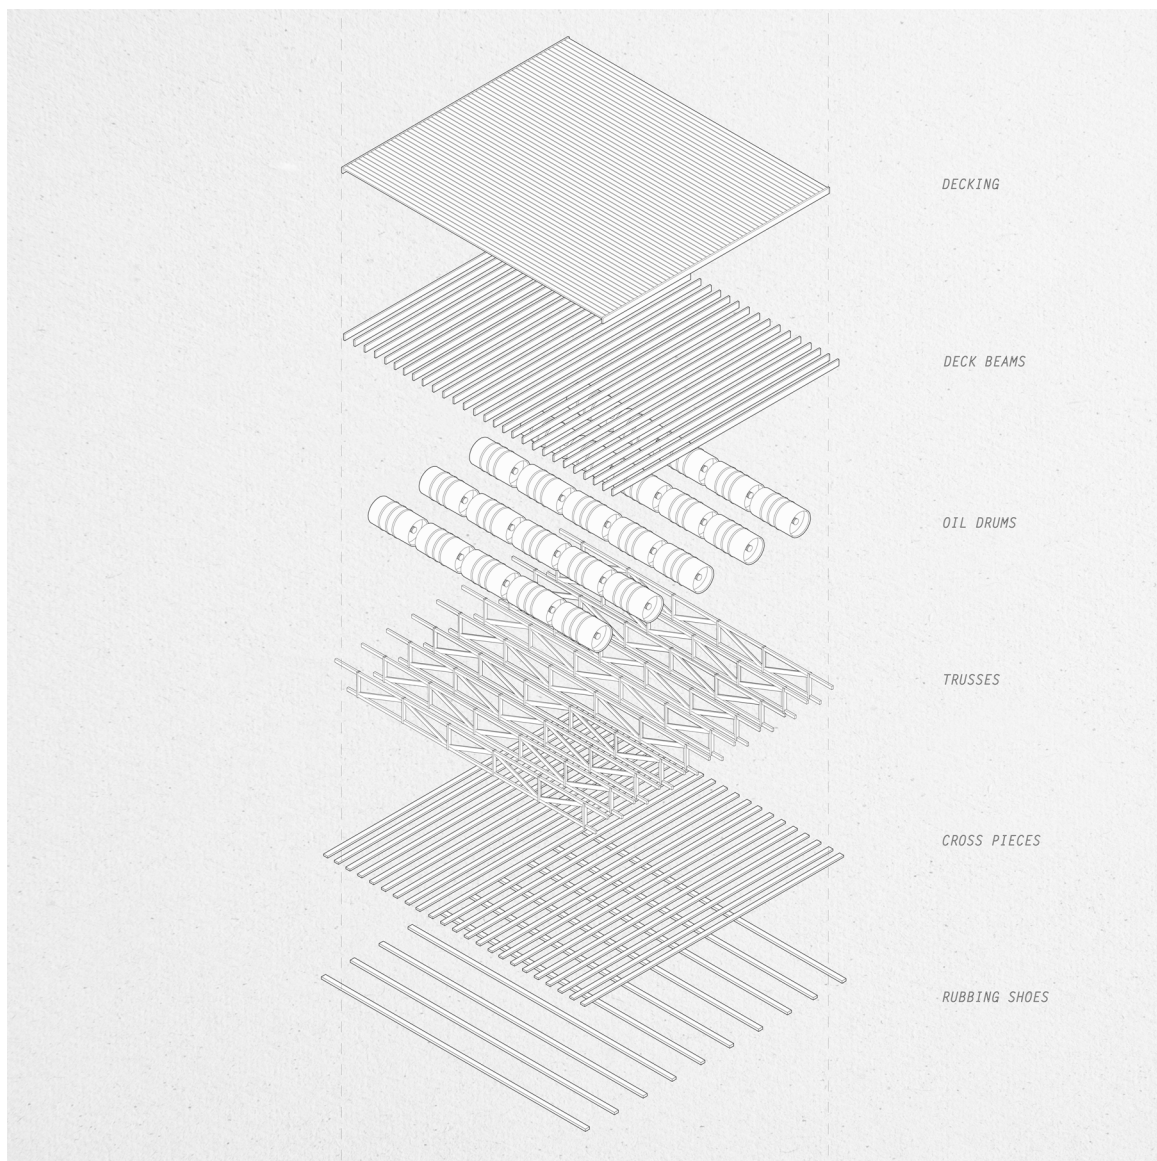 DECKING
DECK BEAMS
OIL DRUMS
TRUSSES
CROSS PIECES
RUBBING SHOES